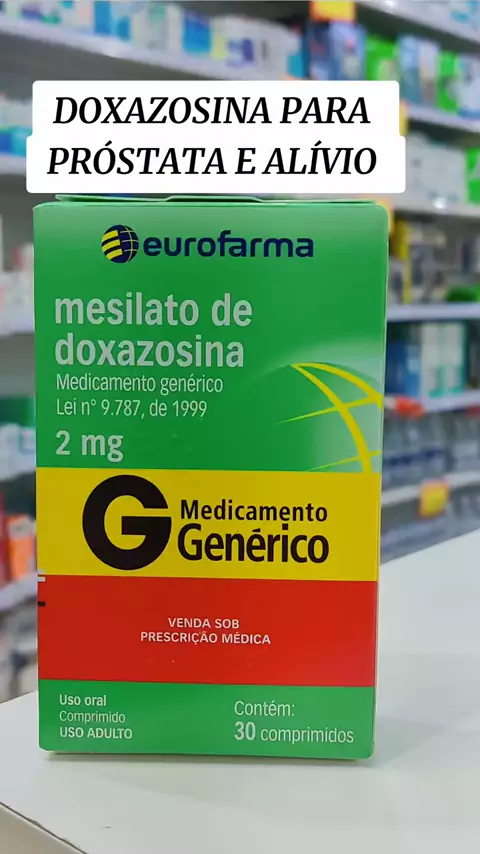 DOXAZOSINA PARA
PRÓSTATA E ALÍVIO
eurofarma
mesilato de
doxazosina
Medicamento genérico
Lei nº 9.787, de 1999
2 mg
G Medicamento
Genérico
VENDA SOB
PRESCRIÇÃO MÉDICA
Uso oral
Comprimido
USO ADULTO
Contém:
30 comprimidos